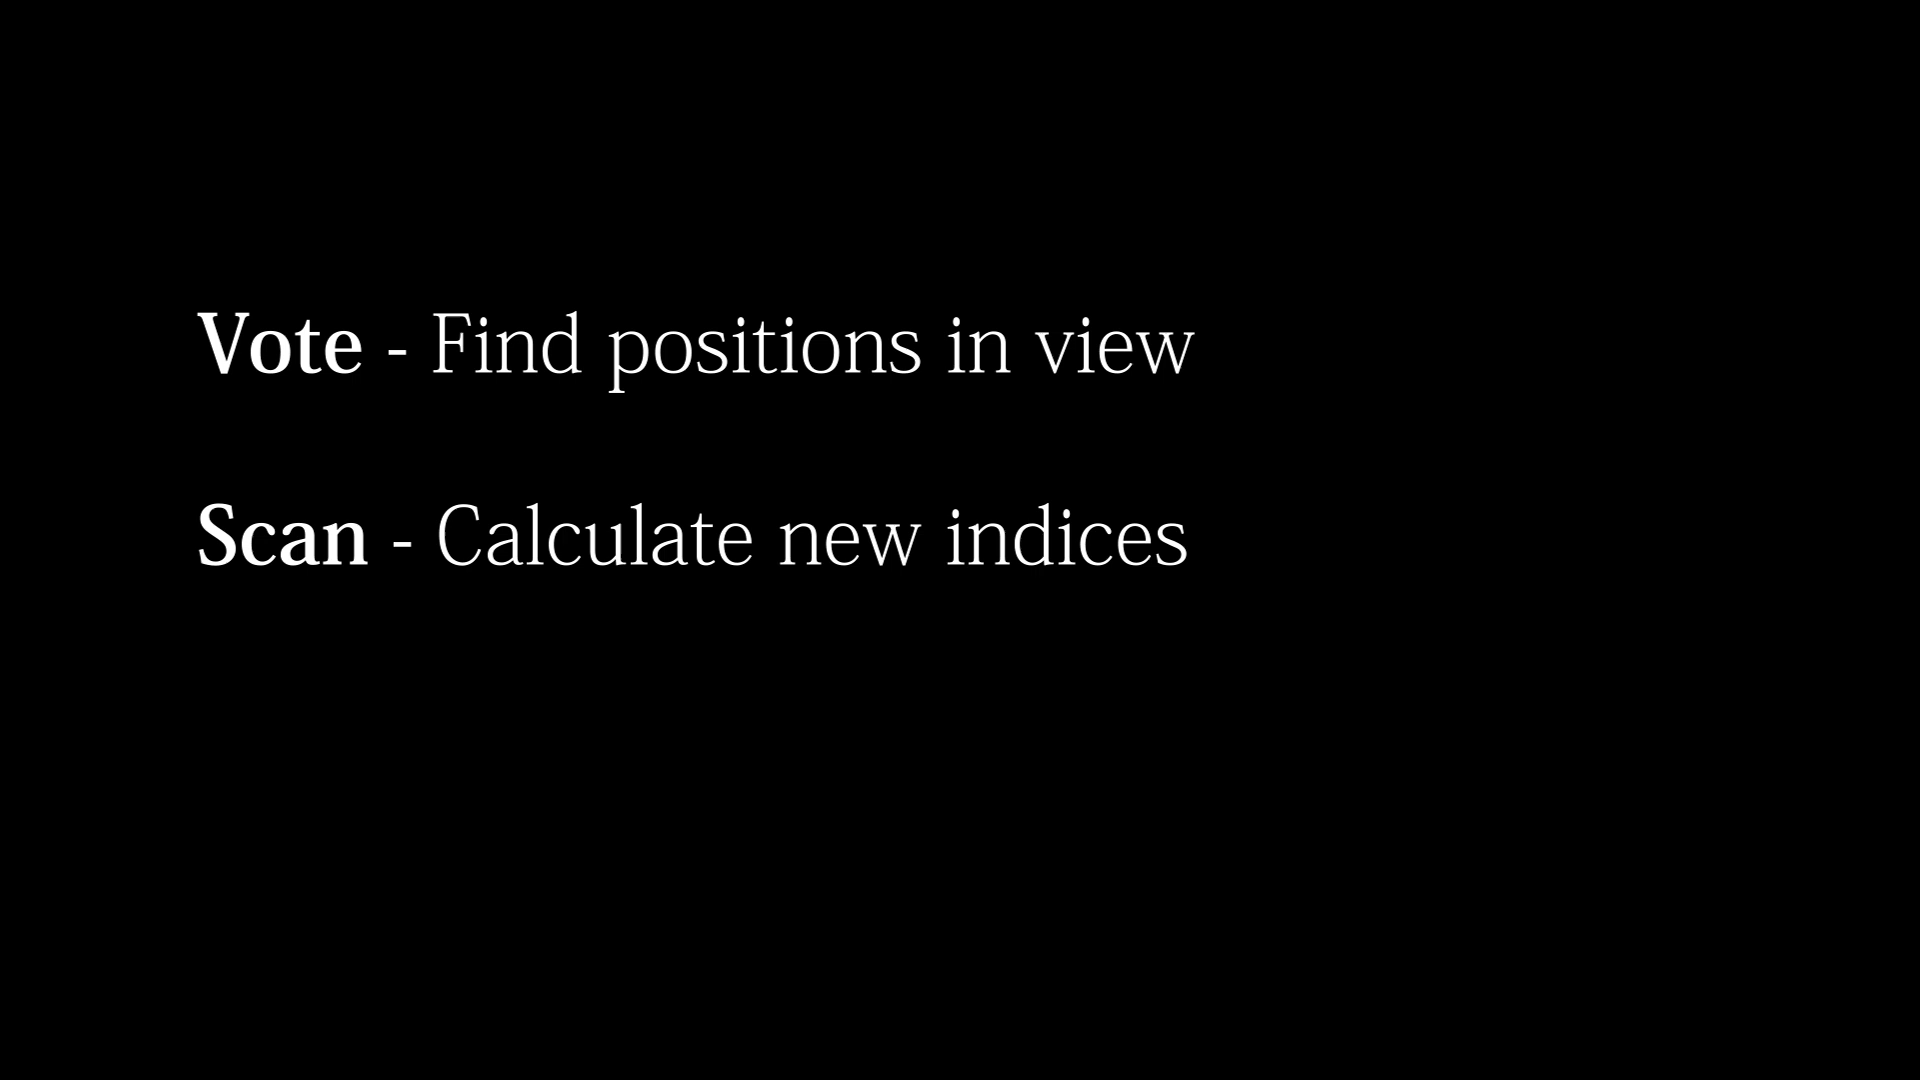 Vote - Find positions in view
Scan - Calculate new indices